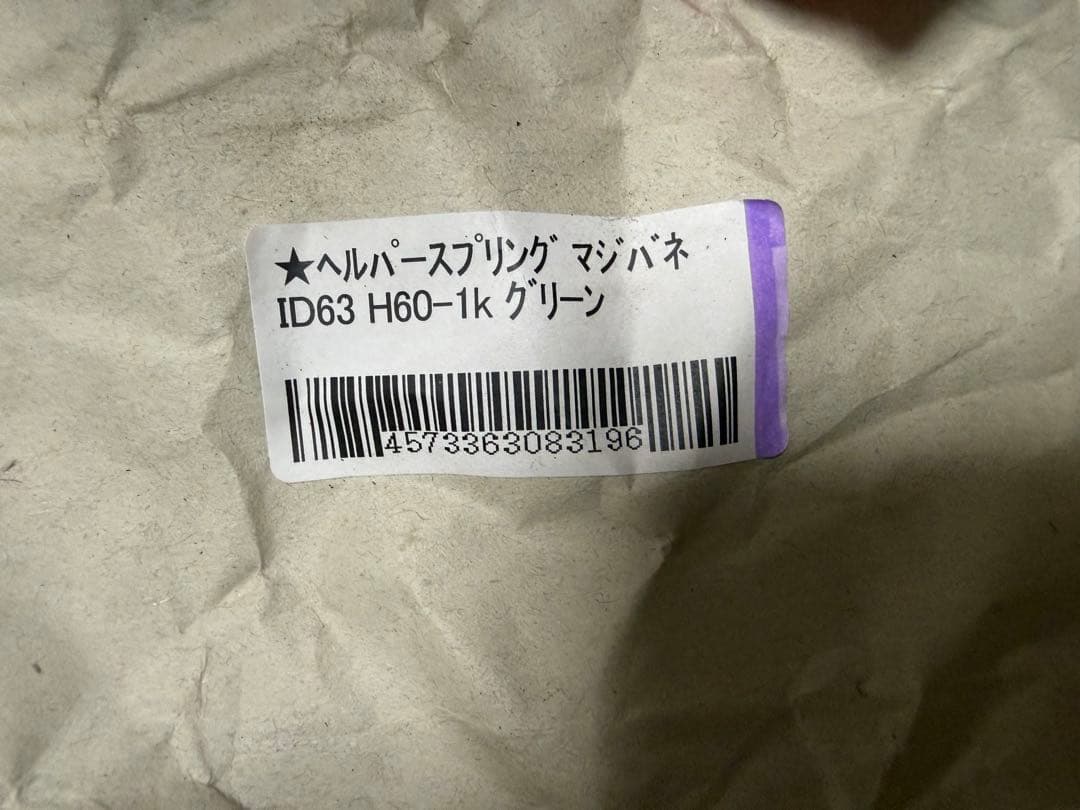 ★ﾍﾙﾊﾟｰｽﾌﾟﾘﾝｸﾞ ﾏｼﾞﾊﾞﾈ
ID63 H60-1k ｸﾞﾘｰﾝ
4573363083196